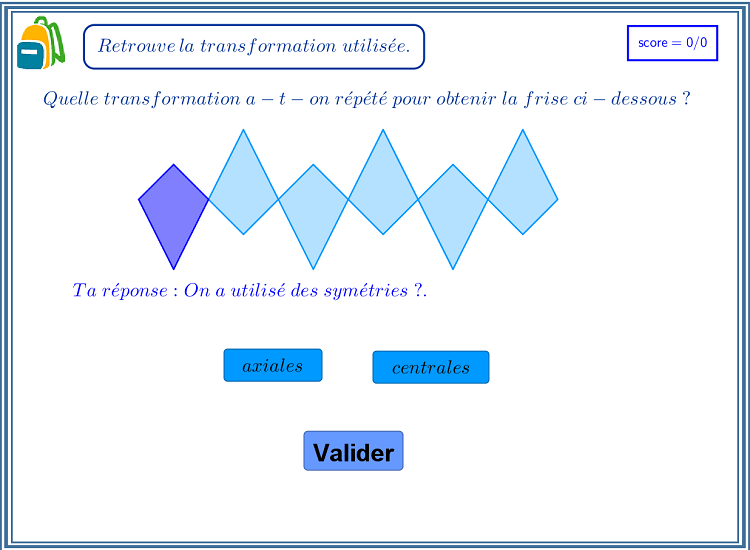 Retrouve la transformation utilisée.
score = 0/0
Quelle transformation a − t − on répété pour obtenir la frise ci − dessous ?
Ta réponse : On a utilisé des symétries ?.
axiales
centrales
Valider